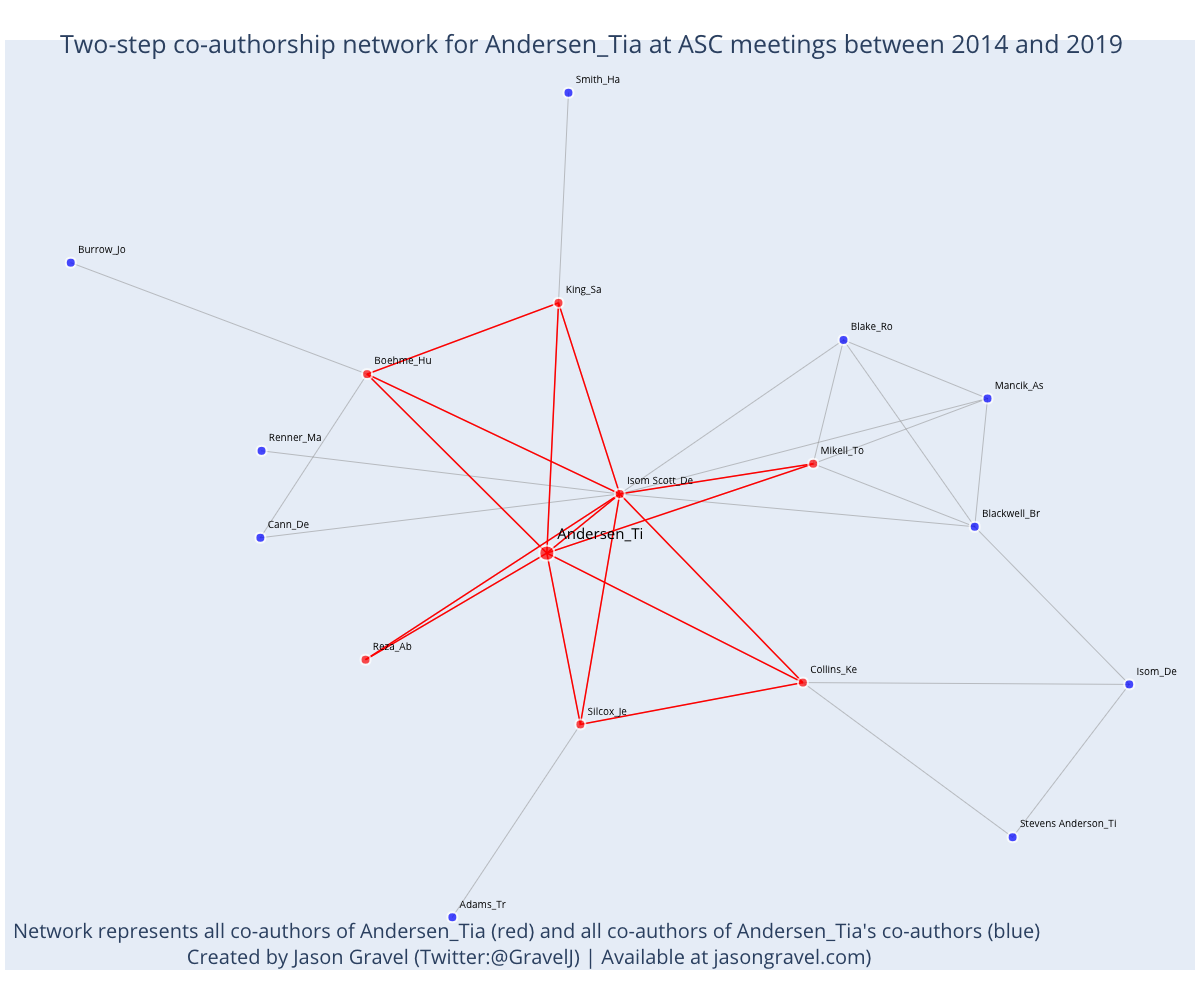 Two-step co-authorship network for Andersen_Tia at ASC meetings between 2014 and 2019
Smith_Ha
Burrow_Jo
King_Sa
Blake_Ro
Boehme_Hu
Mancik_As
Renner_Ma
Mikell_To
Isom Scott_De
Blackwell_Br
Cann_De
Andersen_Ti
Reza_Ab
Collins_Ke
Isom_De
Silcox_Je
Stevens Anderson_Ti
Adams_Tr
Network represents all co-authors of Andersen_Tia (red) and all co-authors of Andersen_Tia's co-authors (blue)
Created by Jason Gravel (Twitter:@GravelJ) | Available at jasongravel.com)